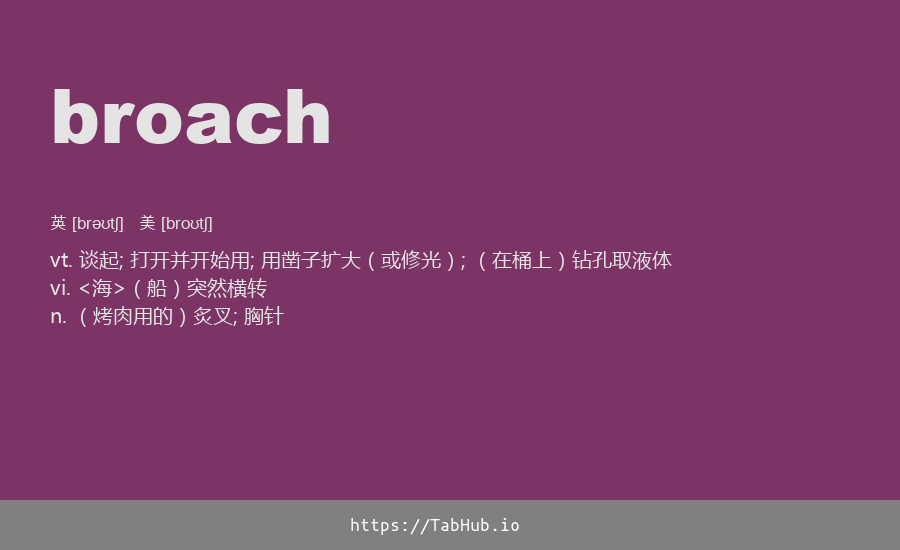 broach
英 [brəʊtʃ] 美 [broʊtʃ]
vt. 谈起; 打开并开始用; 用凿子扩大（或修光）; （在桶上）钻孔取液体
vi. <海>（船）突然横转
n. （烤肉用的）炙叉; 胸针
https://TabHub.io